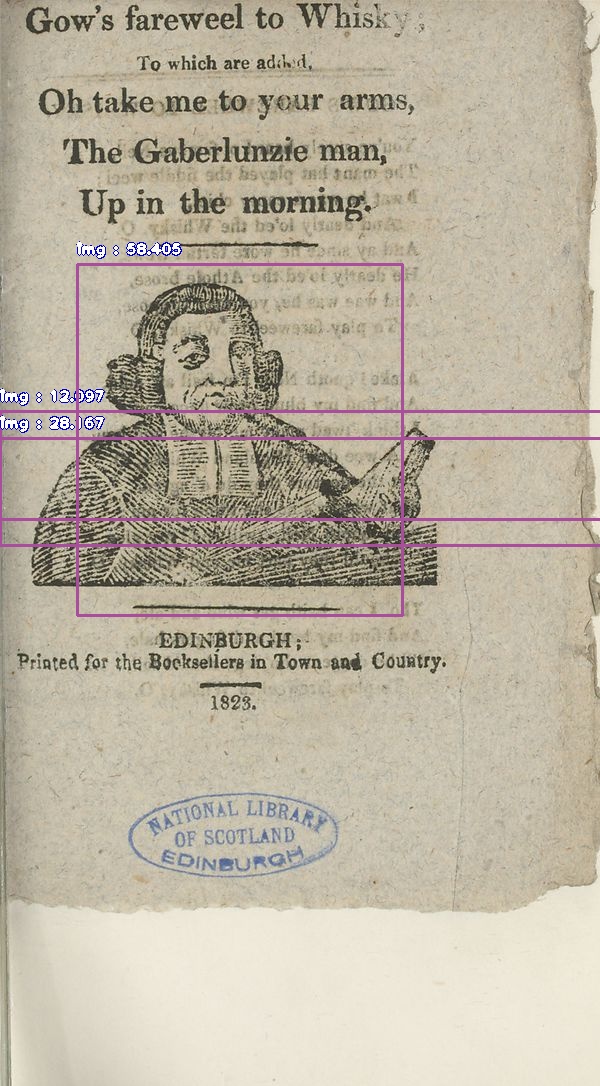 Gow's fareweel to Whisky;
To which are added,
Oh take me to your arms,
The Gaberlunzie man,
Up in the morning.
img : 58.405
img : 12.097
img : 28.167
EDINBURGH;
Printed for the Booksellers in Town and Country.
1823.
NATIONAL LIBRARY
OF SCOTLAND
EDINBURGH